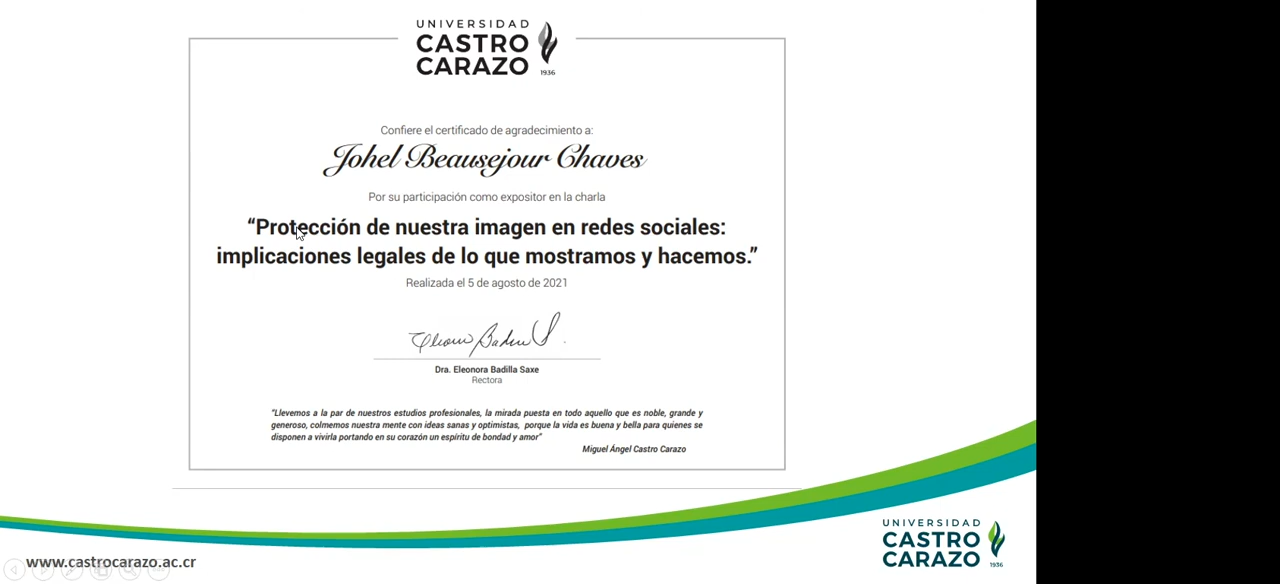 UNIVERSIDAD
CASTRO
CARAZO
1936
Confiere el certificado de agradecimiento a:
Johel Beausejour Chaves
Por su participación como expositor en la charla
“Protección de nuestra imagen en redes sociales:
implicaciones legales de lo que mostramos y hacemos.”
Realizada el 5 de agosto de 2021
Dra. Eleonora Badilla Saxe
Rectora
“Llevemos a la par de nuestros estudios profesionales, la mirada puesta en todo aquello que es noble, grande y
generoso, colmemos nuestra mente con ideas sanas y optimistas, porque la vida es buena y bella para quienes se
disponen a vivirla portando en su corazón un espíritu de bondad y amor”
Miguel Ángel Castro Carazo
UNIVERSIDAD
CASTRO
CARAZO
1936
www.castrocarazo.ac.cr